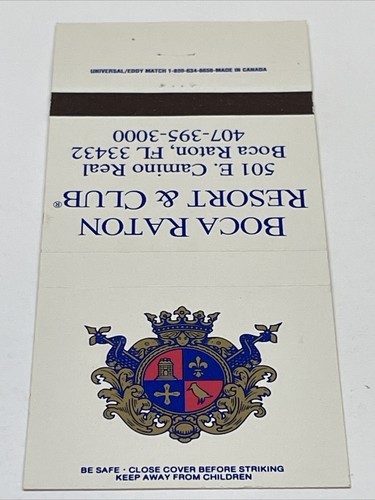 UNIVERSAL/EDDY MATCH 1-800-634-6656-MADE IN CANADA
BOCA RATON
RESORT & CLUB®
501 E. Camino Real
Boca Raton, FL 33432
407-395-3000
BE SAFE - CLOSE COVER BEFORE STRIKING
KEEP AWAY FROM CHILDREN